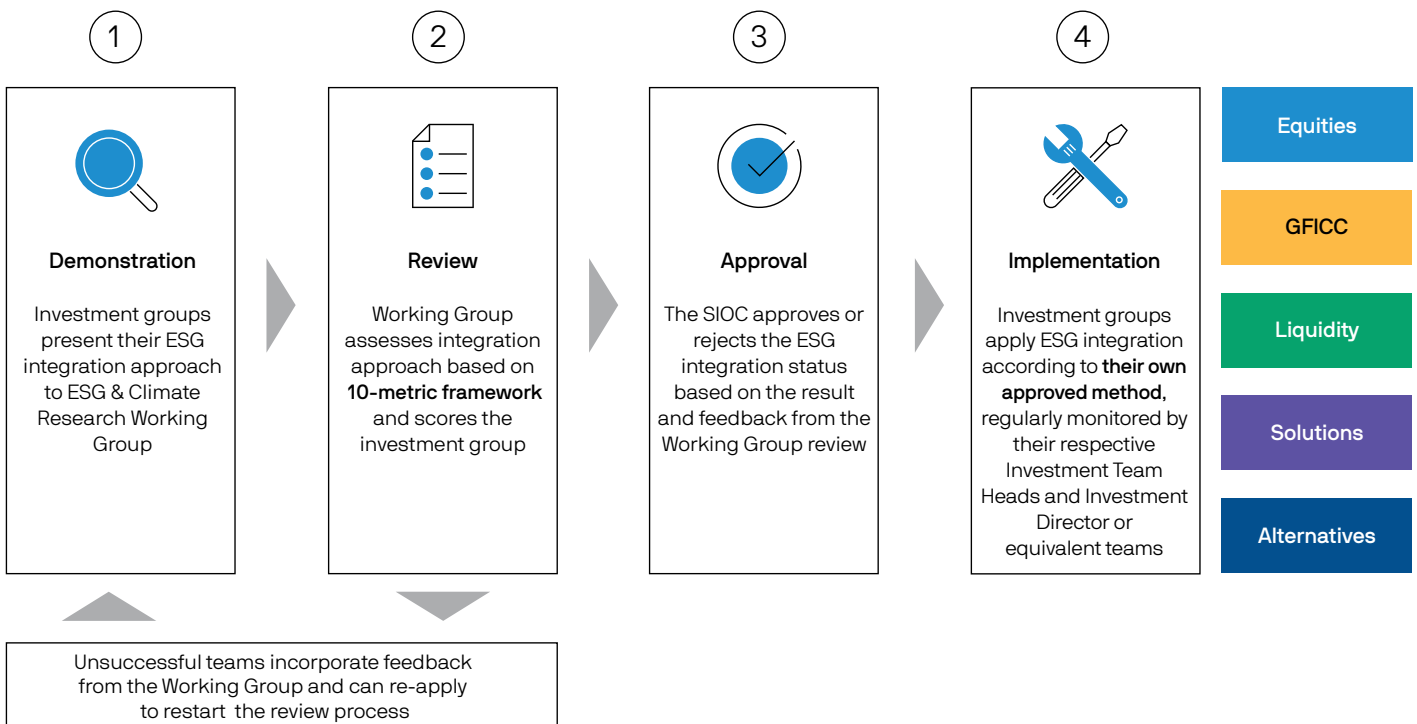 1
Demonstration
Investment groups
present their ESG
integration approach
to ESG & Climate
Research Working
Group
2
Review
Working Group
assesses integration
approach based on
10-metric framework
and scores the
investment group
3
Approval
The SIOC approves or
rejects the ESG
integration status
based on the result
and feedback from the
Working Group review
4
Implementation
Investment groups
apply ESG integration
according to their own
approved method,
regularly monitored by
their respective
Investment Team
Heads and Investment
Director or
equivalent teams
Equities
GFICC
Liquidity
Solutions
Alternatives
Unsuccessful teams incorporate feedback
from the Working Group and can re-apply
to restart the review process